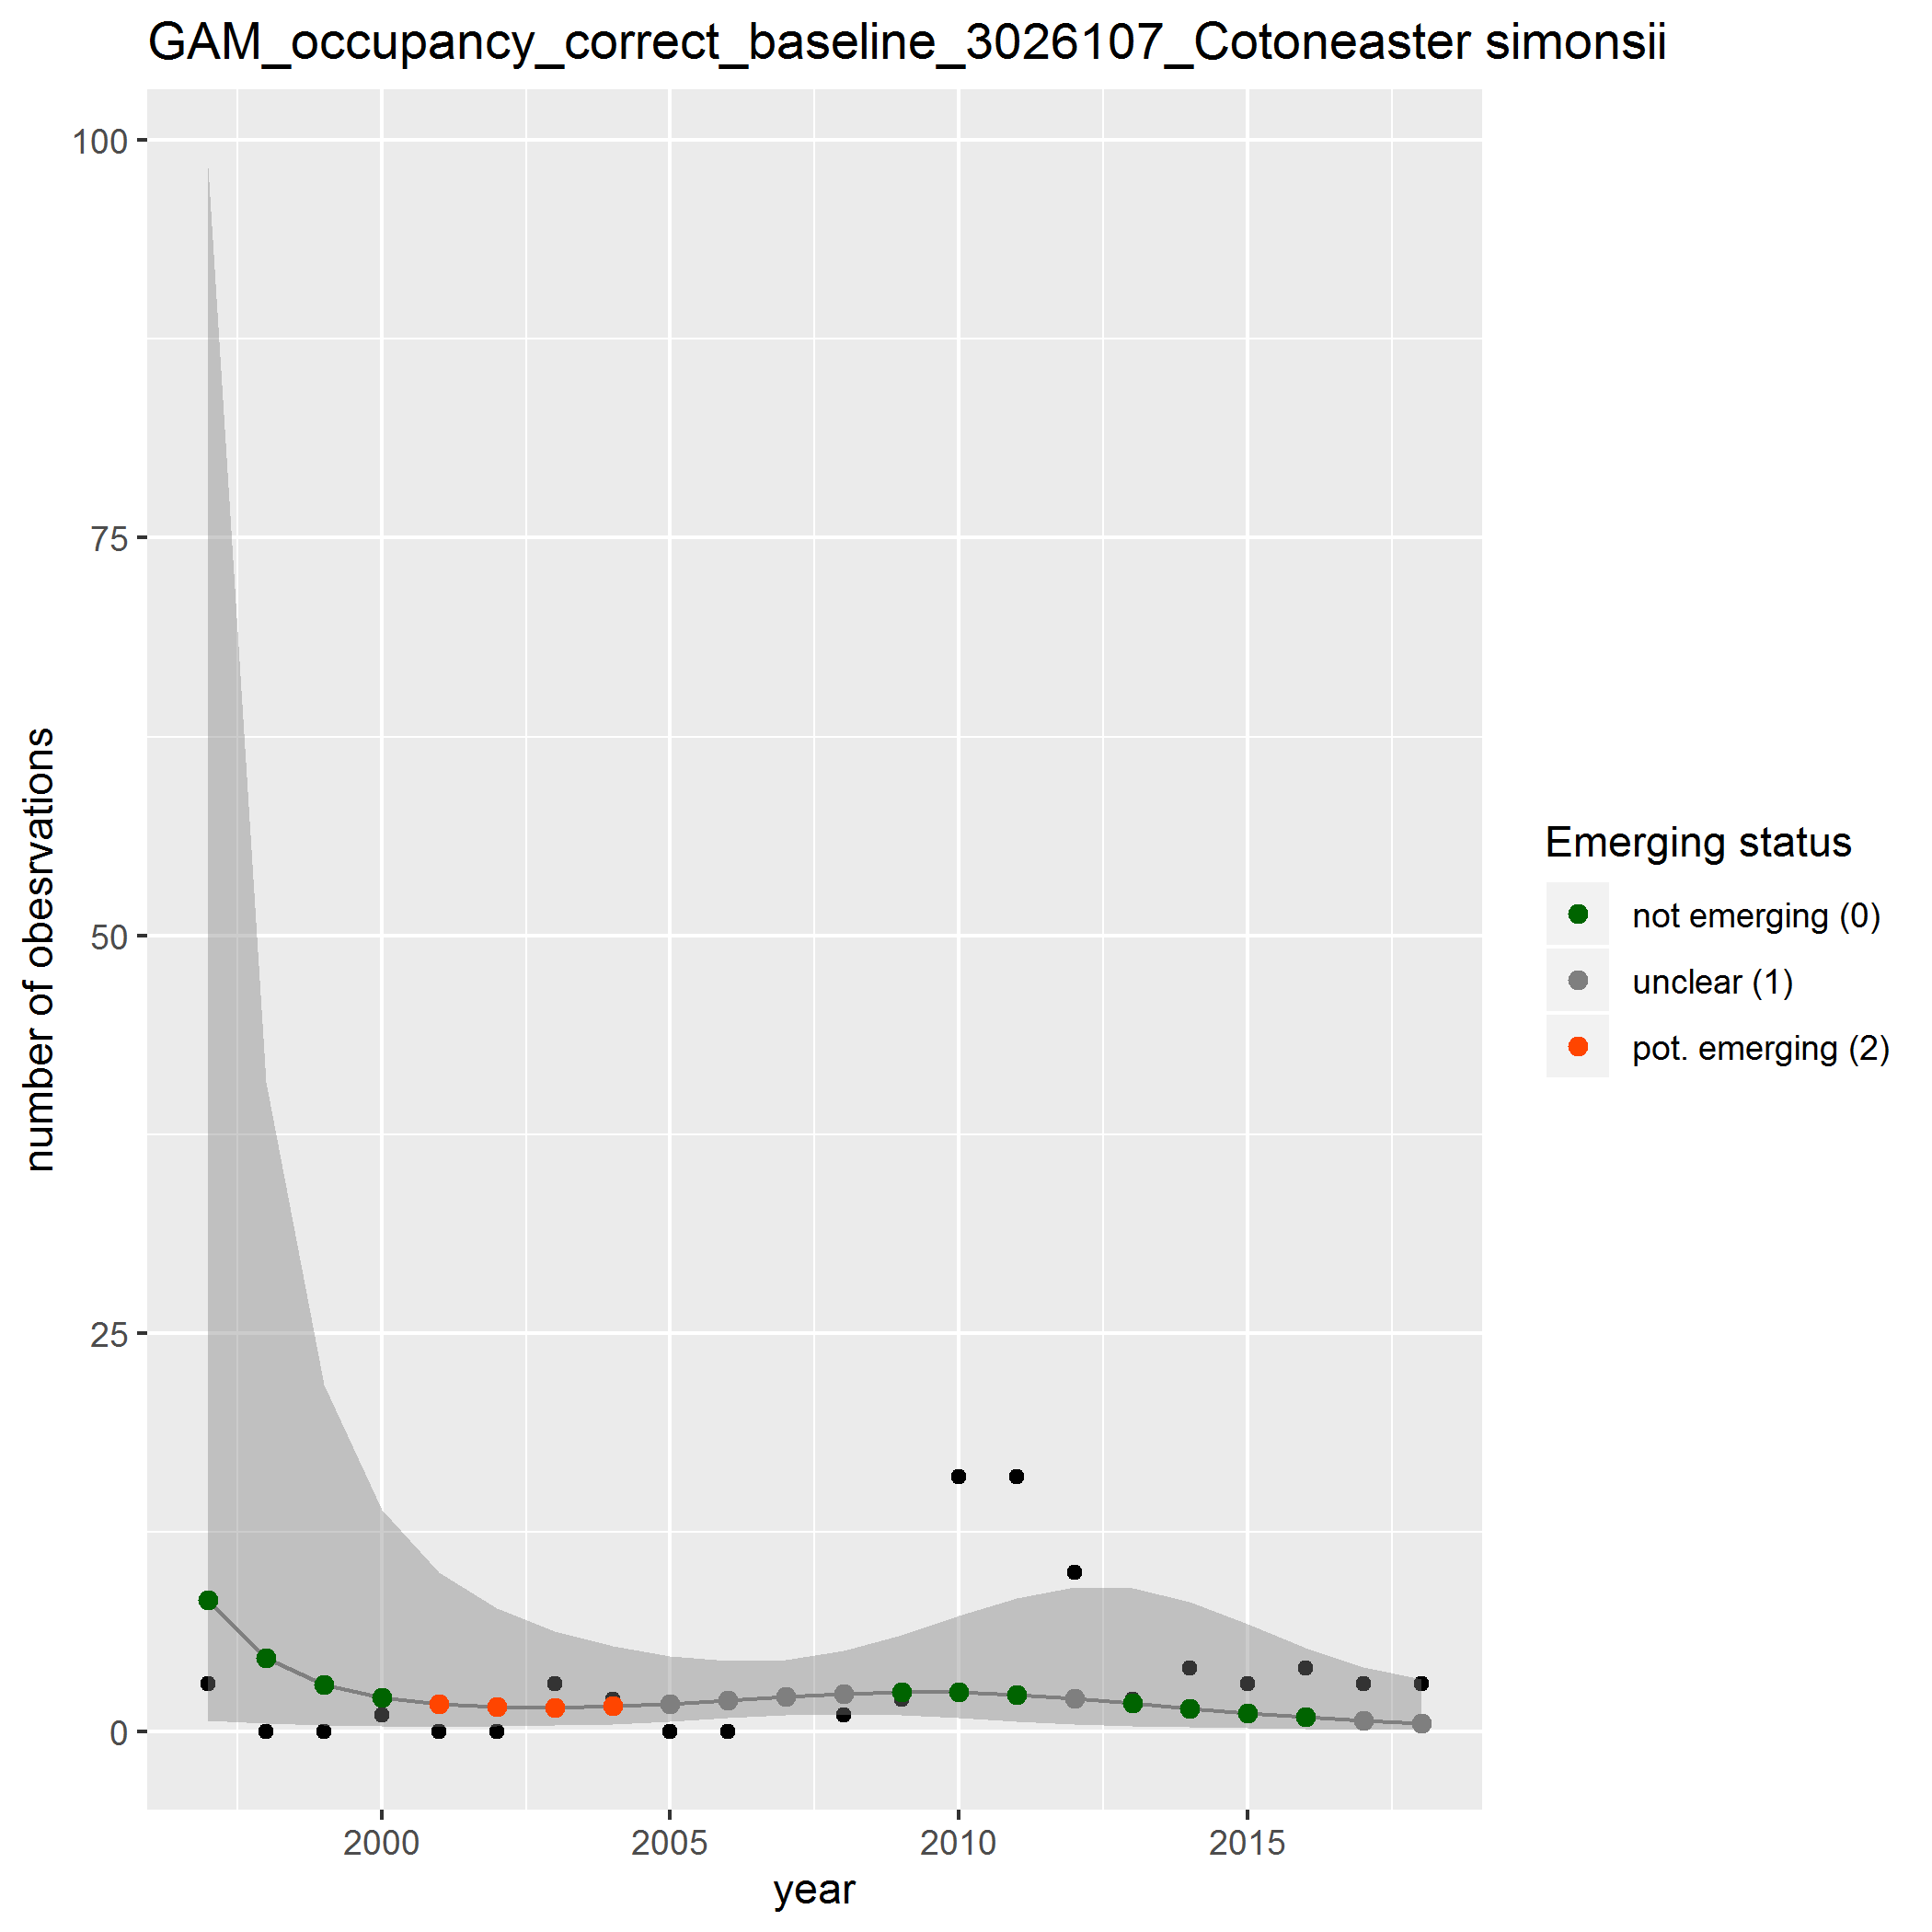 GAM_occupancy_correct_baseline_3026107_Cotoneaster simonsii
100
75
50
25
0
number of obesrvations
2000 2005 2010 2015
year
Emerging status
not emerging (0)
unclear (1)
pot. emerging (2)